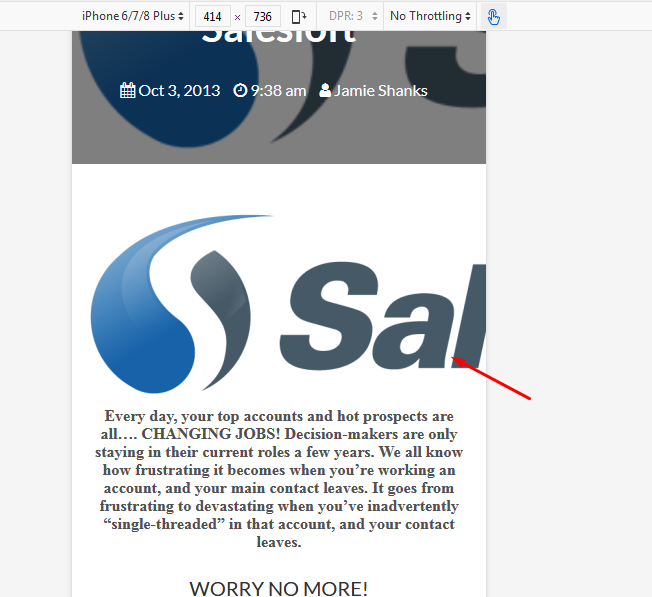 iPhone 6/7/8 Plus 414 × 736 DPR: 3 No Throttling
Salesloft
Oct 3, 2013 9:38 am Jamie Shanks
Sal
Every day, your top accounts and hot prospects are
all…. CHANGING JOBS! Decision-makers are only
staying in their current roles a few years. We all know
how frustrating it becomes when you’re working an
account, and your main contact leaves. It goes from
frustrating to devastating when you’ve inadvertently
“single-threaded” in that account, and your contact
leaves.
WORRY NO MORE!